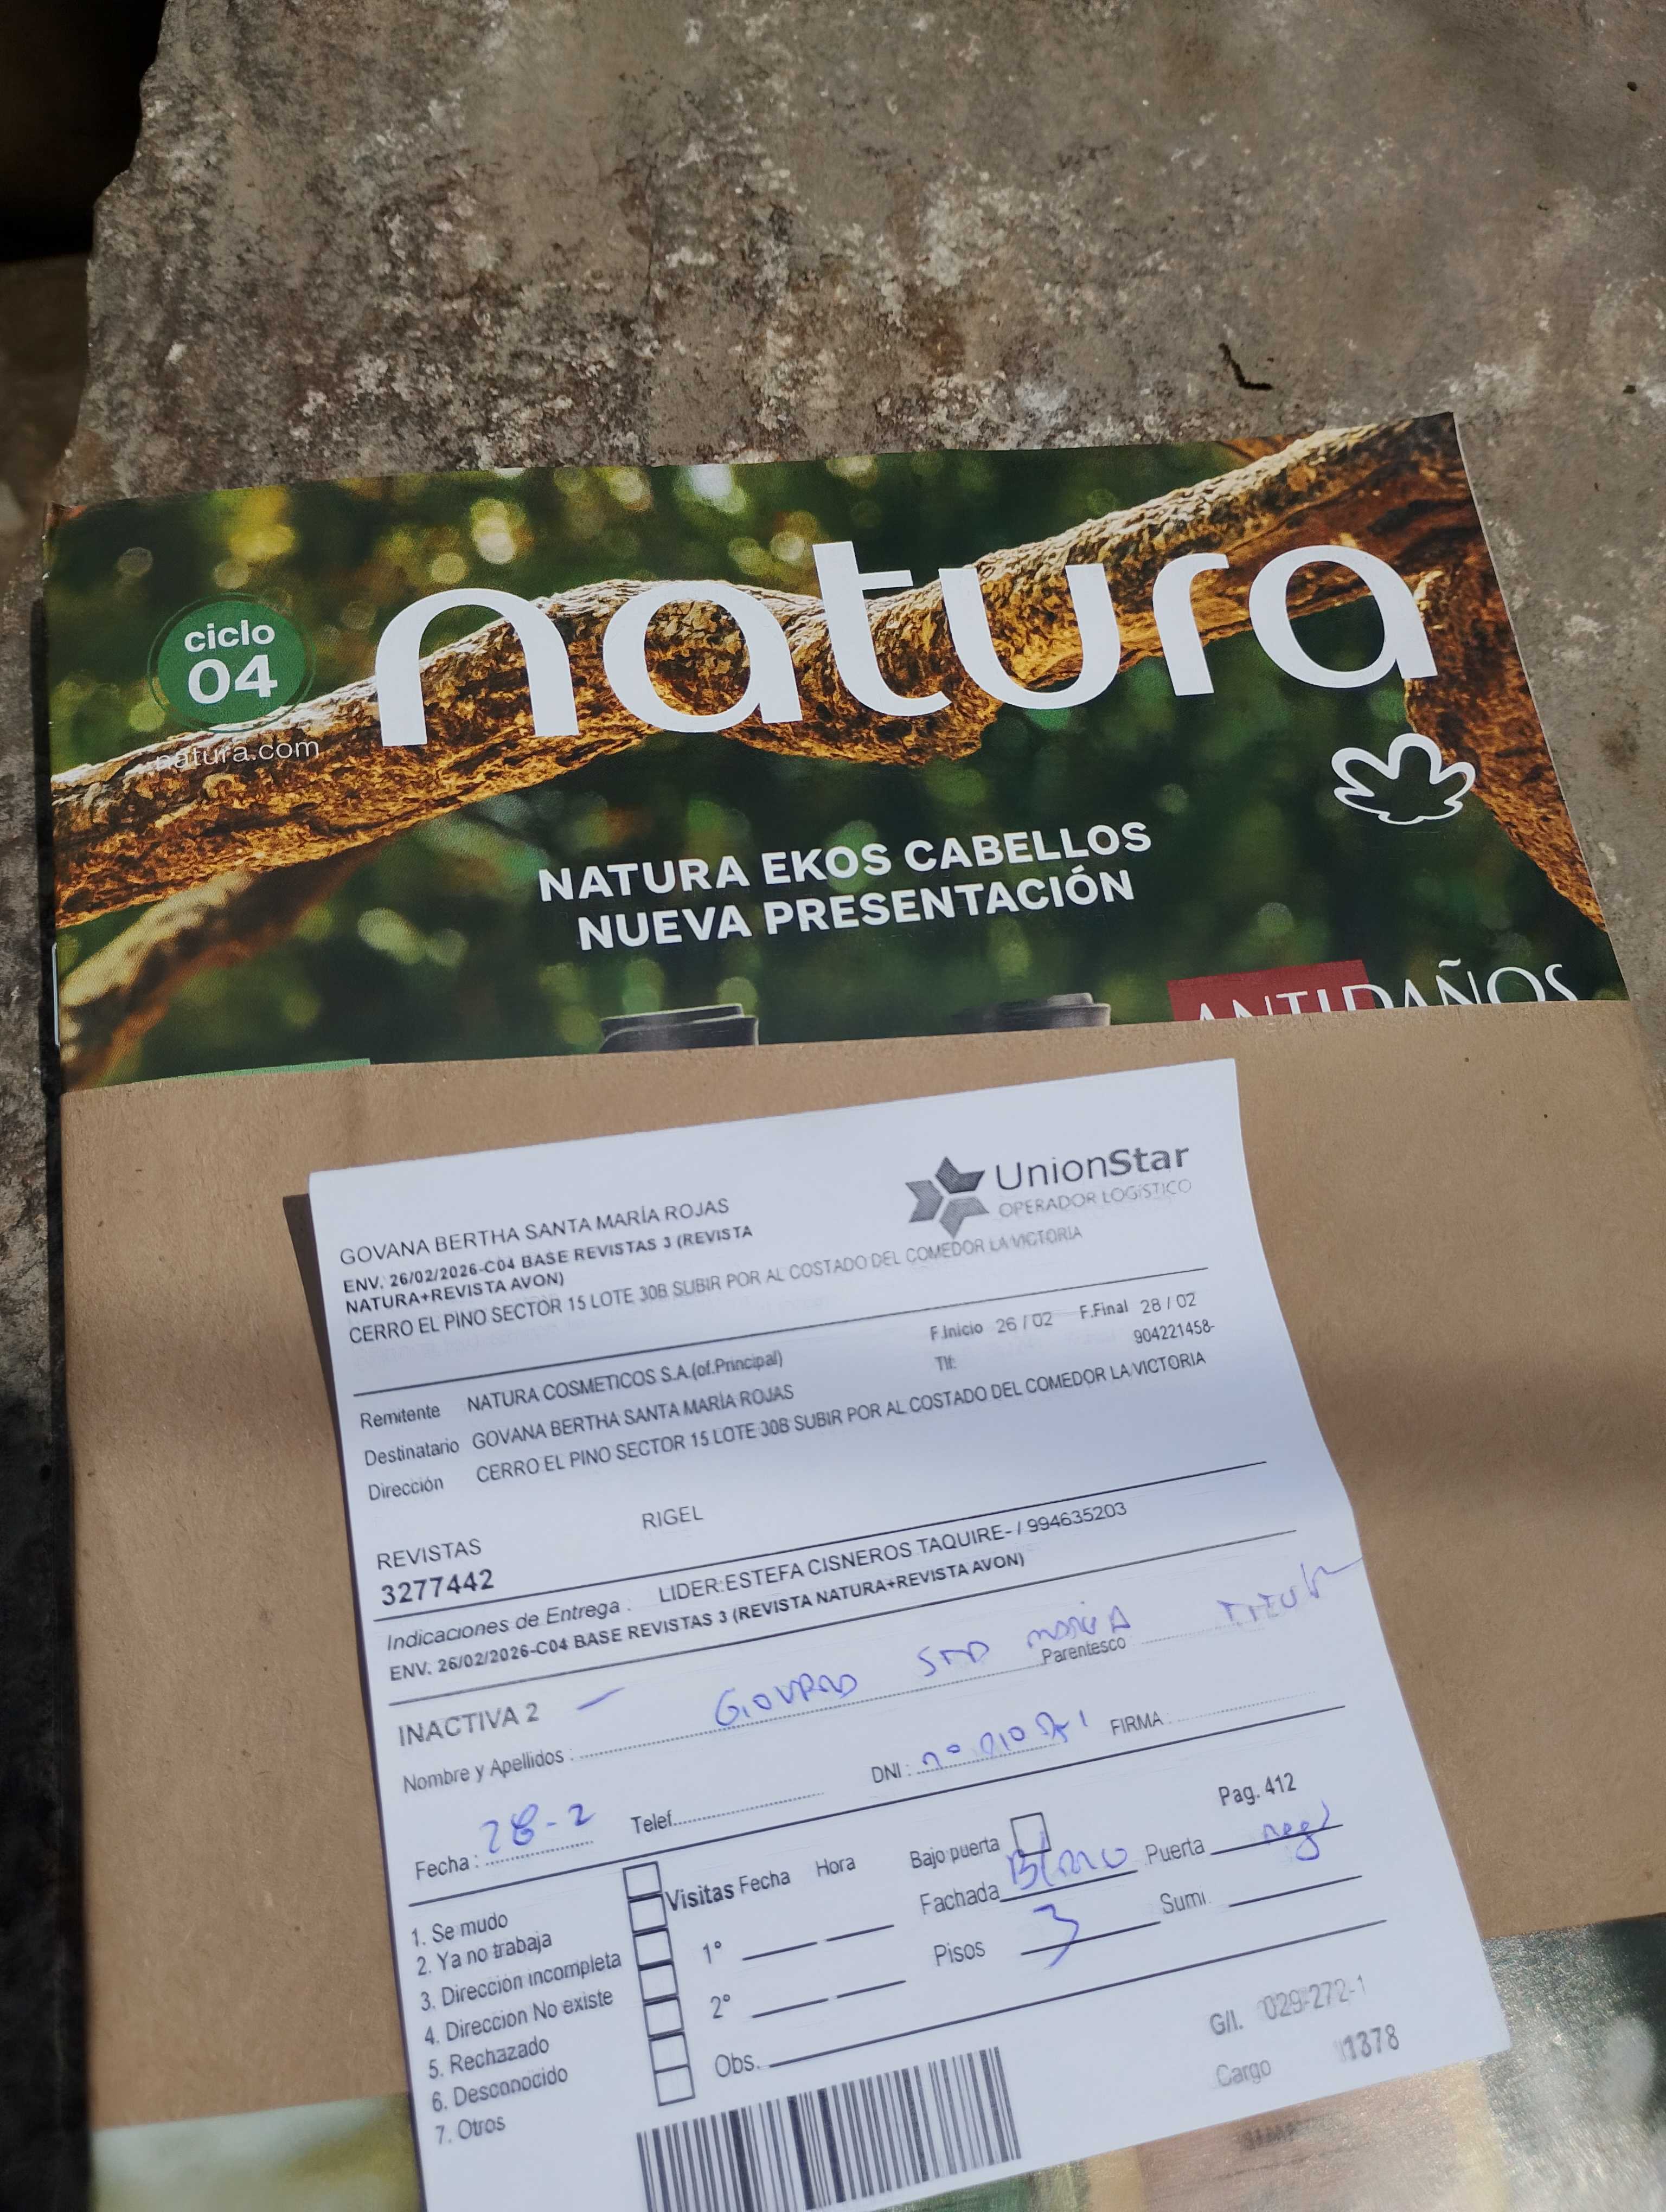 ciclo
04
natura.com
natura
NATURA EKOS CABELLOS
NUEVA PRESENTACIÓN
ANTIDAÑOS
UnionStar
OPERADOR LOGÍSTICO
GOVANA BERTHA SANTA MARÍA ROJAS
ENV. 26/02/2026-C04 BASE REVISTAS 3 (REVISTA
NATURA+REVISTA AVON)
CERRO EL PINO SECTOR 15 LOTE 30B SUBIR POR AL COSTADO DEL COMEDOR LA VICTORIA
F.Inicio 26 / 02 F.Final 28 / 02
Remitente NATURA COSMETICOS S.A.(of.Principal) Tlf: 904221458-
Destinatario GOVANA BERTHA SANTA MARÍA ROJAS
Dirección CERRO EL PINO SECTOR 15 LOTE 30B SUBIR POR AL COSTADO DEL COMEDOR LA VICTORIA
REVISTAS RIGEL
3277442
Indicaciones de Entrega : LIDER:ESTEFA CISNEROS TAQUIRE- / 994635203
ENV. 26/02/2026-C04 BASE REVISTAS 3 (REVISTA NATURA+REVISTA AVON)
INACTIVA 2
Nombre y Apellidos : Parentesco
Fecha : 28-2 Telef. DNI : FIRMA
Pag. 412
1. Se mudo
2. Ya no trabaja
3. Dirección incompleta
4. Direccion No existe
5. Rechazado
6. Desconocido
7. Otros
Visitas Fecha Hora
1°
2°
Obs.
Bajo puerta
Fachada Puerta
Pisos 3 Sumi.
G/I. 029-272-1
Cargo 1378